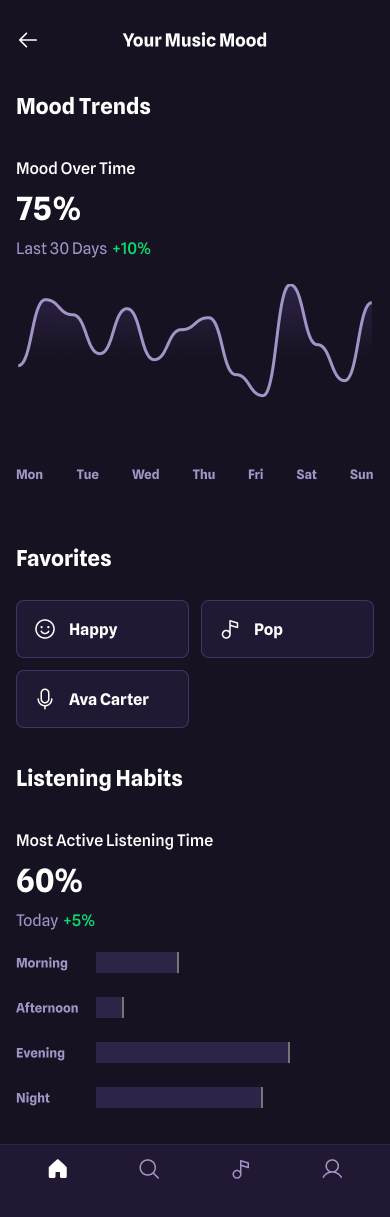 Your Music Mood
Mood Trends
Mood Over Time
75%
Last 30 Days +10%
Mon Tue Wed Thu Fri Sat Sun
Favorites
Happy Pop
Ava Carter
Listening Habits
Most Active Listening Time
60%
Today +5%
Morning
Afternoon
Evening
Night